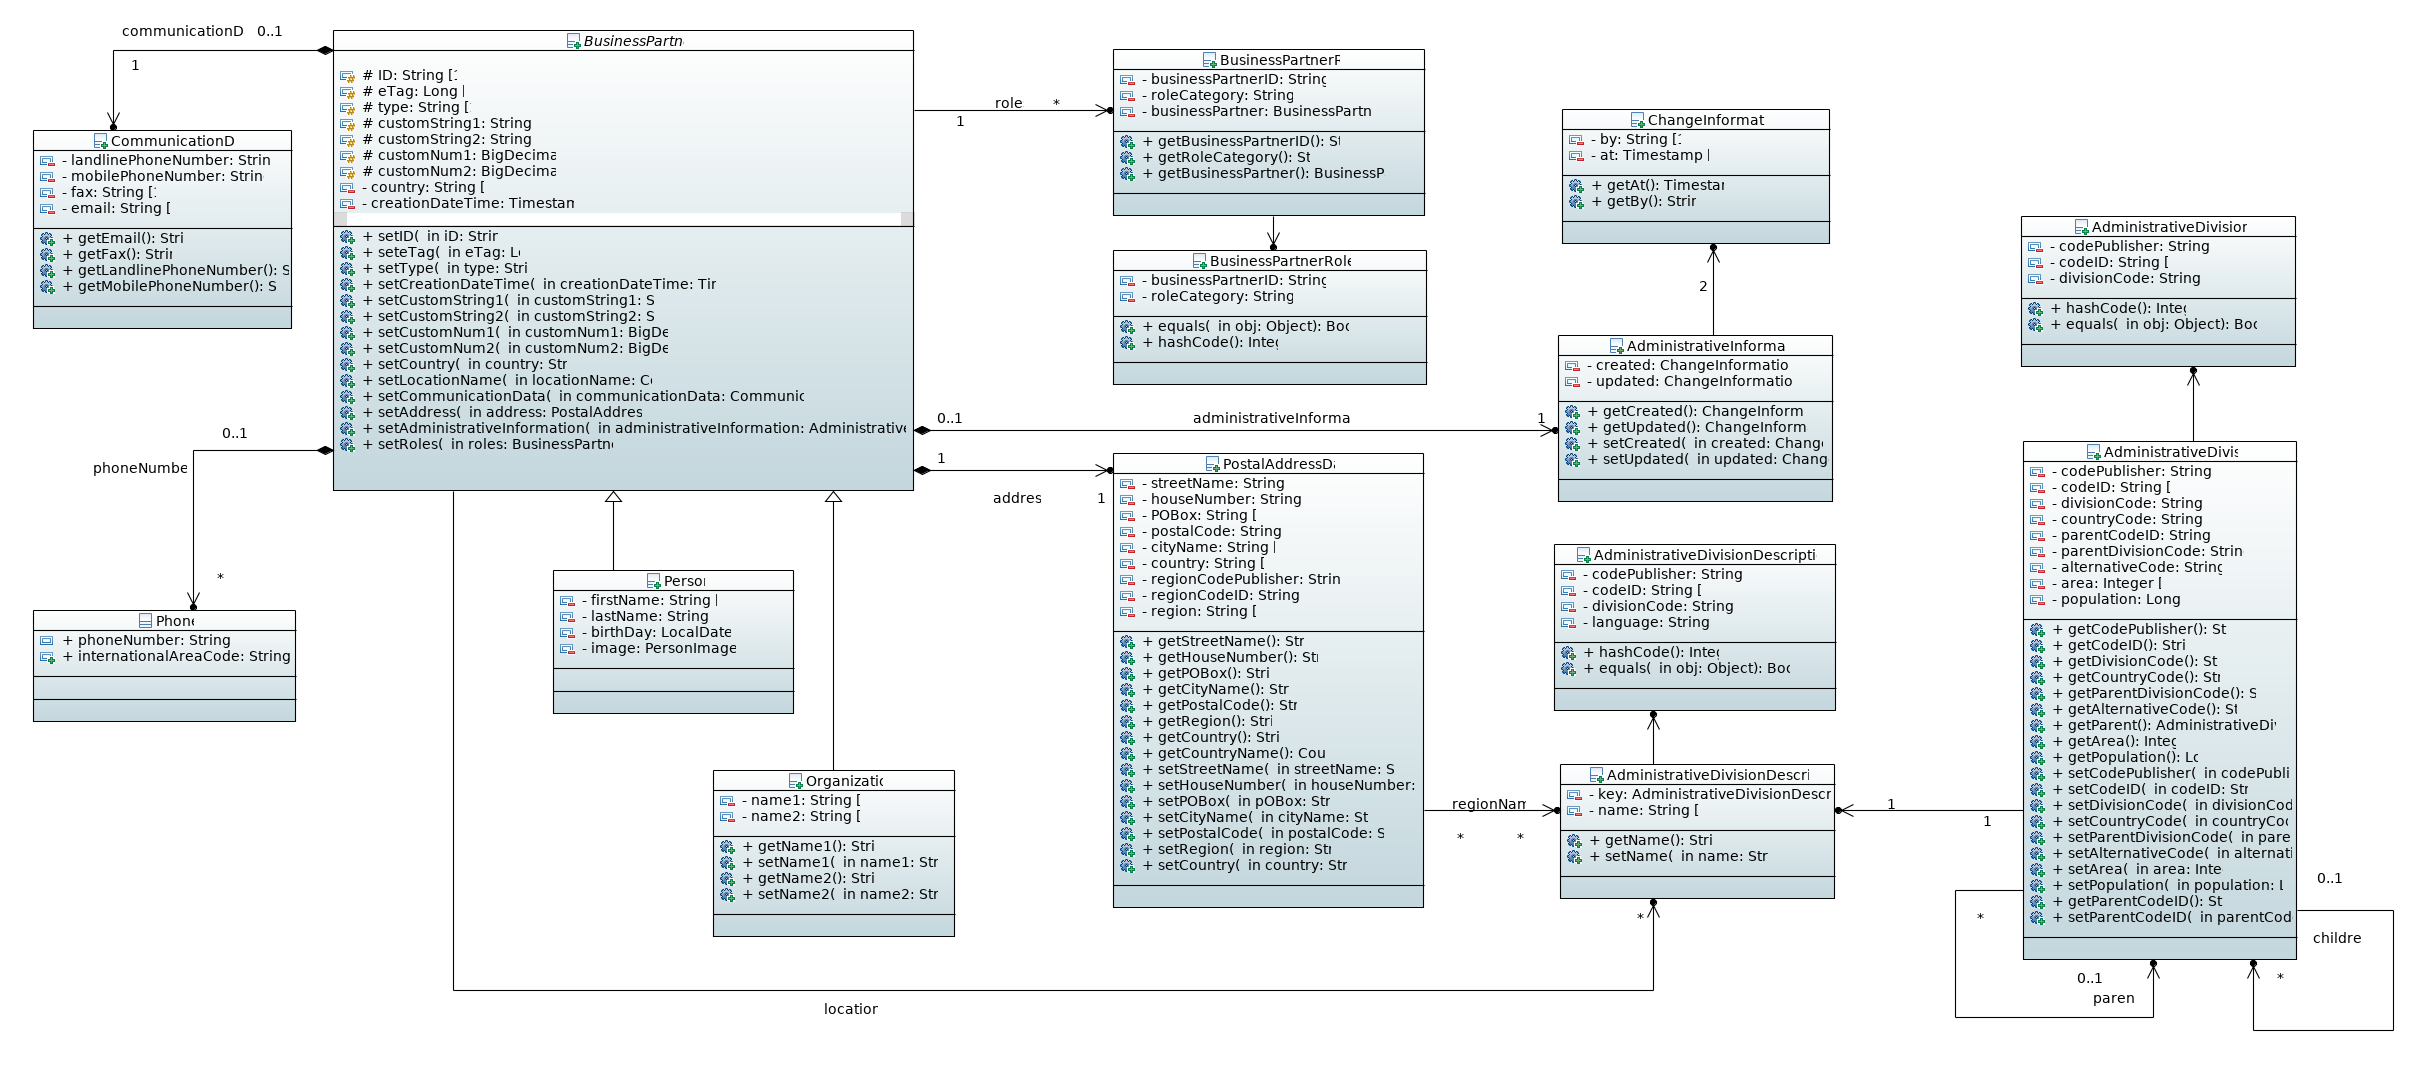 communicationD 0..1
1
CommunicationD
- landlinePhoneNumber: Strin
- mobilePhoneNumber: Strin
- fax: String [
- email: String [
+ getEmail(): Stri
+ getFax(): Strin
+ getLandlinePhoneNumber(): S
+ getMobilePhoneNumber(): S
0..1
phoneNumbe
*
Phone
+ phoneNumber: String
+ internationalAreaCode: String
BusinessPartn
# ID: String [
# eTag: Long [
# type: String [
# customString1: String
# customString2: String
# customNum1: BigDecima
# customNum2: BigDecima
- country: String [
- creationDateTime: Timestan
+ setID( in iD: Strir
+ seteTag( in eTag: Lo
+ setType( in type: Stri
+ setCreationDateTime( in creationDateTime: Tir
+ setCustomString1( in customString1: S
+ setCustomString2( in customString2: S
+ setCustomNum1( in customNum1: BigDe
+ setCustomNum2( in customNum2: BigDe
+ setCountry( in country: Str
+ setLocationName( in locationName: Co
+ setCommunicationData( in communicationData: Communic
+ setAddress( in address: PostalAddres
+ setAdministrativeInformation( in administrativeInformation: Administrative
+ setRoles( in roles: BusinessPartne
Person
- firstName: String [
- lastName: String
- birthDay: LocalDate
- image: PersonImage
Organizatio
- name1: String [
- name2: String [
+ getName1(): Stri
+ setName1( in name1: Str
+ getName2(): Stri
+ setName2( in name2: Str
location
role *
1
BusinessPartnerF
- businessPartnerID: String
- roleCategory: String
- businessPartner: BusinessPartn
+ getBusinessPartnerID(): St
+ getRoleCategory(): St
+ getBusinessPartner(): BusinessP
BusinessPartnerRole
- businessPartnerID: String
- roleCategory: String
+ equals( in obj: Object): Boo
+ hashCode(): Integ
0..1 administrativeInforma 1
1
addres 1
PostalAddressDa
- streetName: String
- houseNumber: String
- POBox: String [
- postalCode: String
- cityName: String [
- country: String [
- regionCodePublisher: Strin
- regionCodeID: String
- region: String [
+ getStreetName(): Str
+ getHouseNumber(): Str
+ getPOBox(): Stri
+ getCityName(): Str
+ getPostalCode(): Str
+ getRegion(): Stri
+ getCountry(): Stri
+ getCountryName(): Cou
+ setStreetName( in streetName: S
+ setHouseNumber( in houseNumber:
+ setPOBox( in pOBox: Str
+ setCityName( in cityName: St
+ setPostalCode( in postalCode: S
+ setRegion( in region: Str
+ setCountry( in country: Str
regionNam
* *
ChangeInformat
- by: String [
- at: Timestamp [
+ getAt(): Timestar
+ getBy(): Strir
2
AdministrativeInforma
- created: ChangeInformatio
- updated: ChangeInformatio
+ getCreated(): ChangeInform
+ getUpdated(): ChangeInform
+ setCreated( in created: Change
+ setUpdated( in updated: Chang
AdministrativeDivisionDescripti
- codePublisher: String
- codeID: String [
- divisionCode: String
- language: String
+ hashCode(): Integ
+ equals( in obj: Object): Boo
AdministrativeDivisionDescri
- key: AdministrativeDivisionDescr
- name: String [
+ getName(): Stri
+ setName( in name: Str
*
1
1
AdministrativeDivision
- codePublisher: String
- codeID: String [
- divisionCode: String
+ hashCode(): Integ
+ equals( in obj: Object): Boo
AdministrativeDivis
- codePublisher: String
- codeID: String [
- divisionCode: String
- countryCode: String
- parentCodeID: String
- parentDivisionCode: Strin
- alternativeCode: String
- area: Integer [
- population: Long
+ getCodePublisher(): St
+ getCodeID(): Stri
+ getDivisionCode(): St
+ getCountryCode(): Str
+ getParentDivisionCode(): S
+ getAlternativeCode(): St
+ getParent(): AdministrativeDiv
+ getArea(): Integ
+ getPopulation(): Lo
+ setCodePublisher( in codePubli
+ setCodeID( in codeID: Str
+ setDivisionCode( in divisionCod
+ setCountryCode( in countryCod
+ setParentDivisionCode( in pare
+ setAlternativeCode( in alternati
+ setArea( in area: Inte
+ setPopulation( in population: L
+ getParentCodeID(): St
+ setParentCodeID( in parentCod
*
0..1
paren
0..1
childre
*